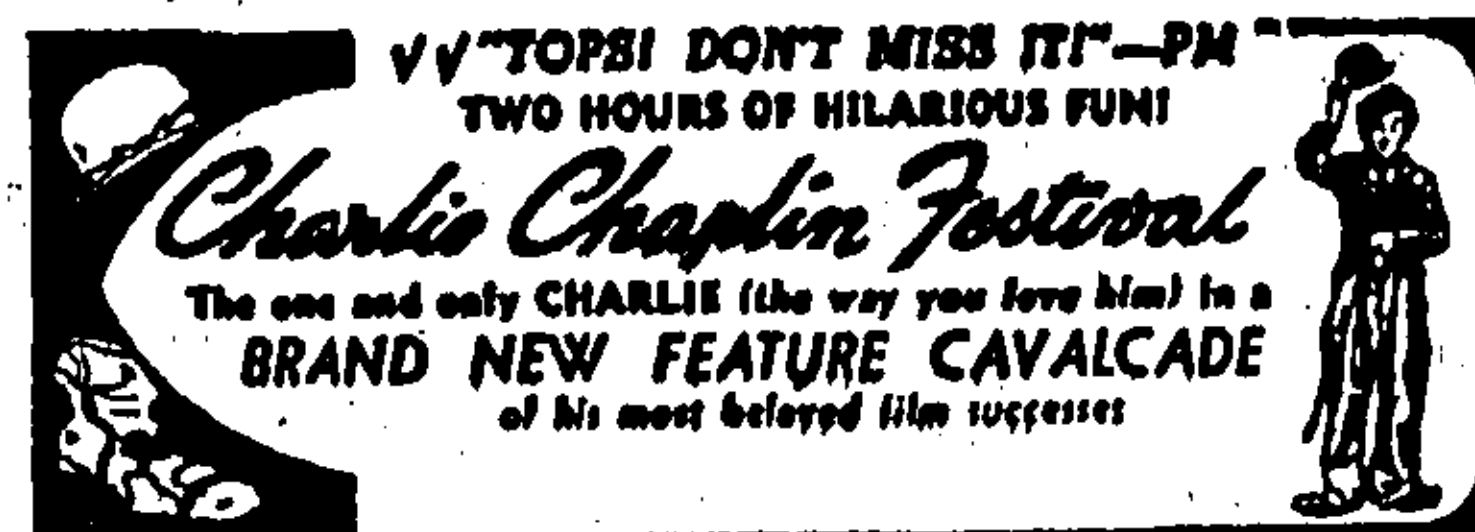 √√"TOPS! DON'T MISS IT!"—PM
TWO HOURS OF HILARIOUS FUN!
Charlie Chaplin Festival
The one and only CHARLIE (the way you love him) in a
BRAND NEW FEATURE CAVALCADE
of his most beloved film successes